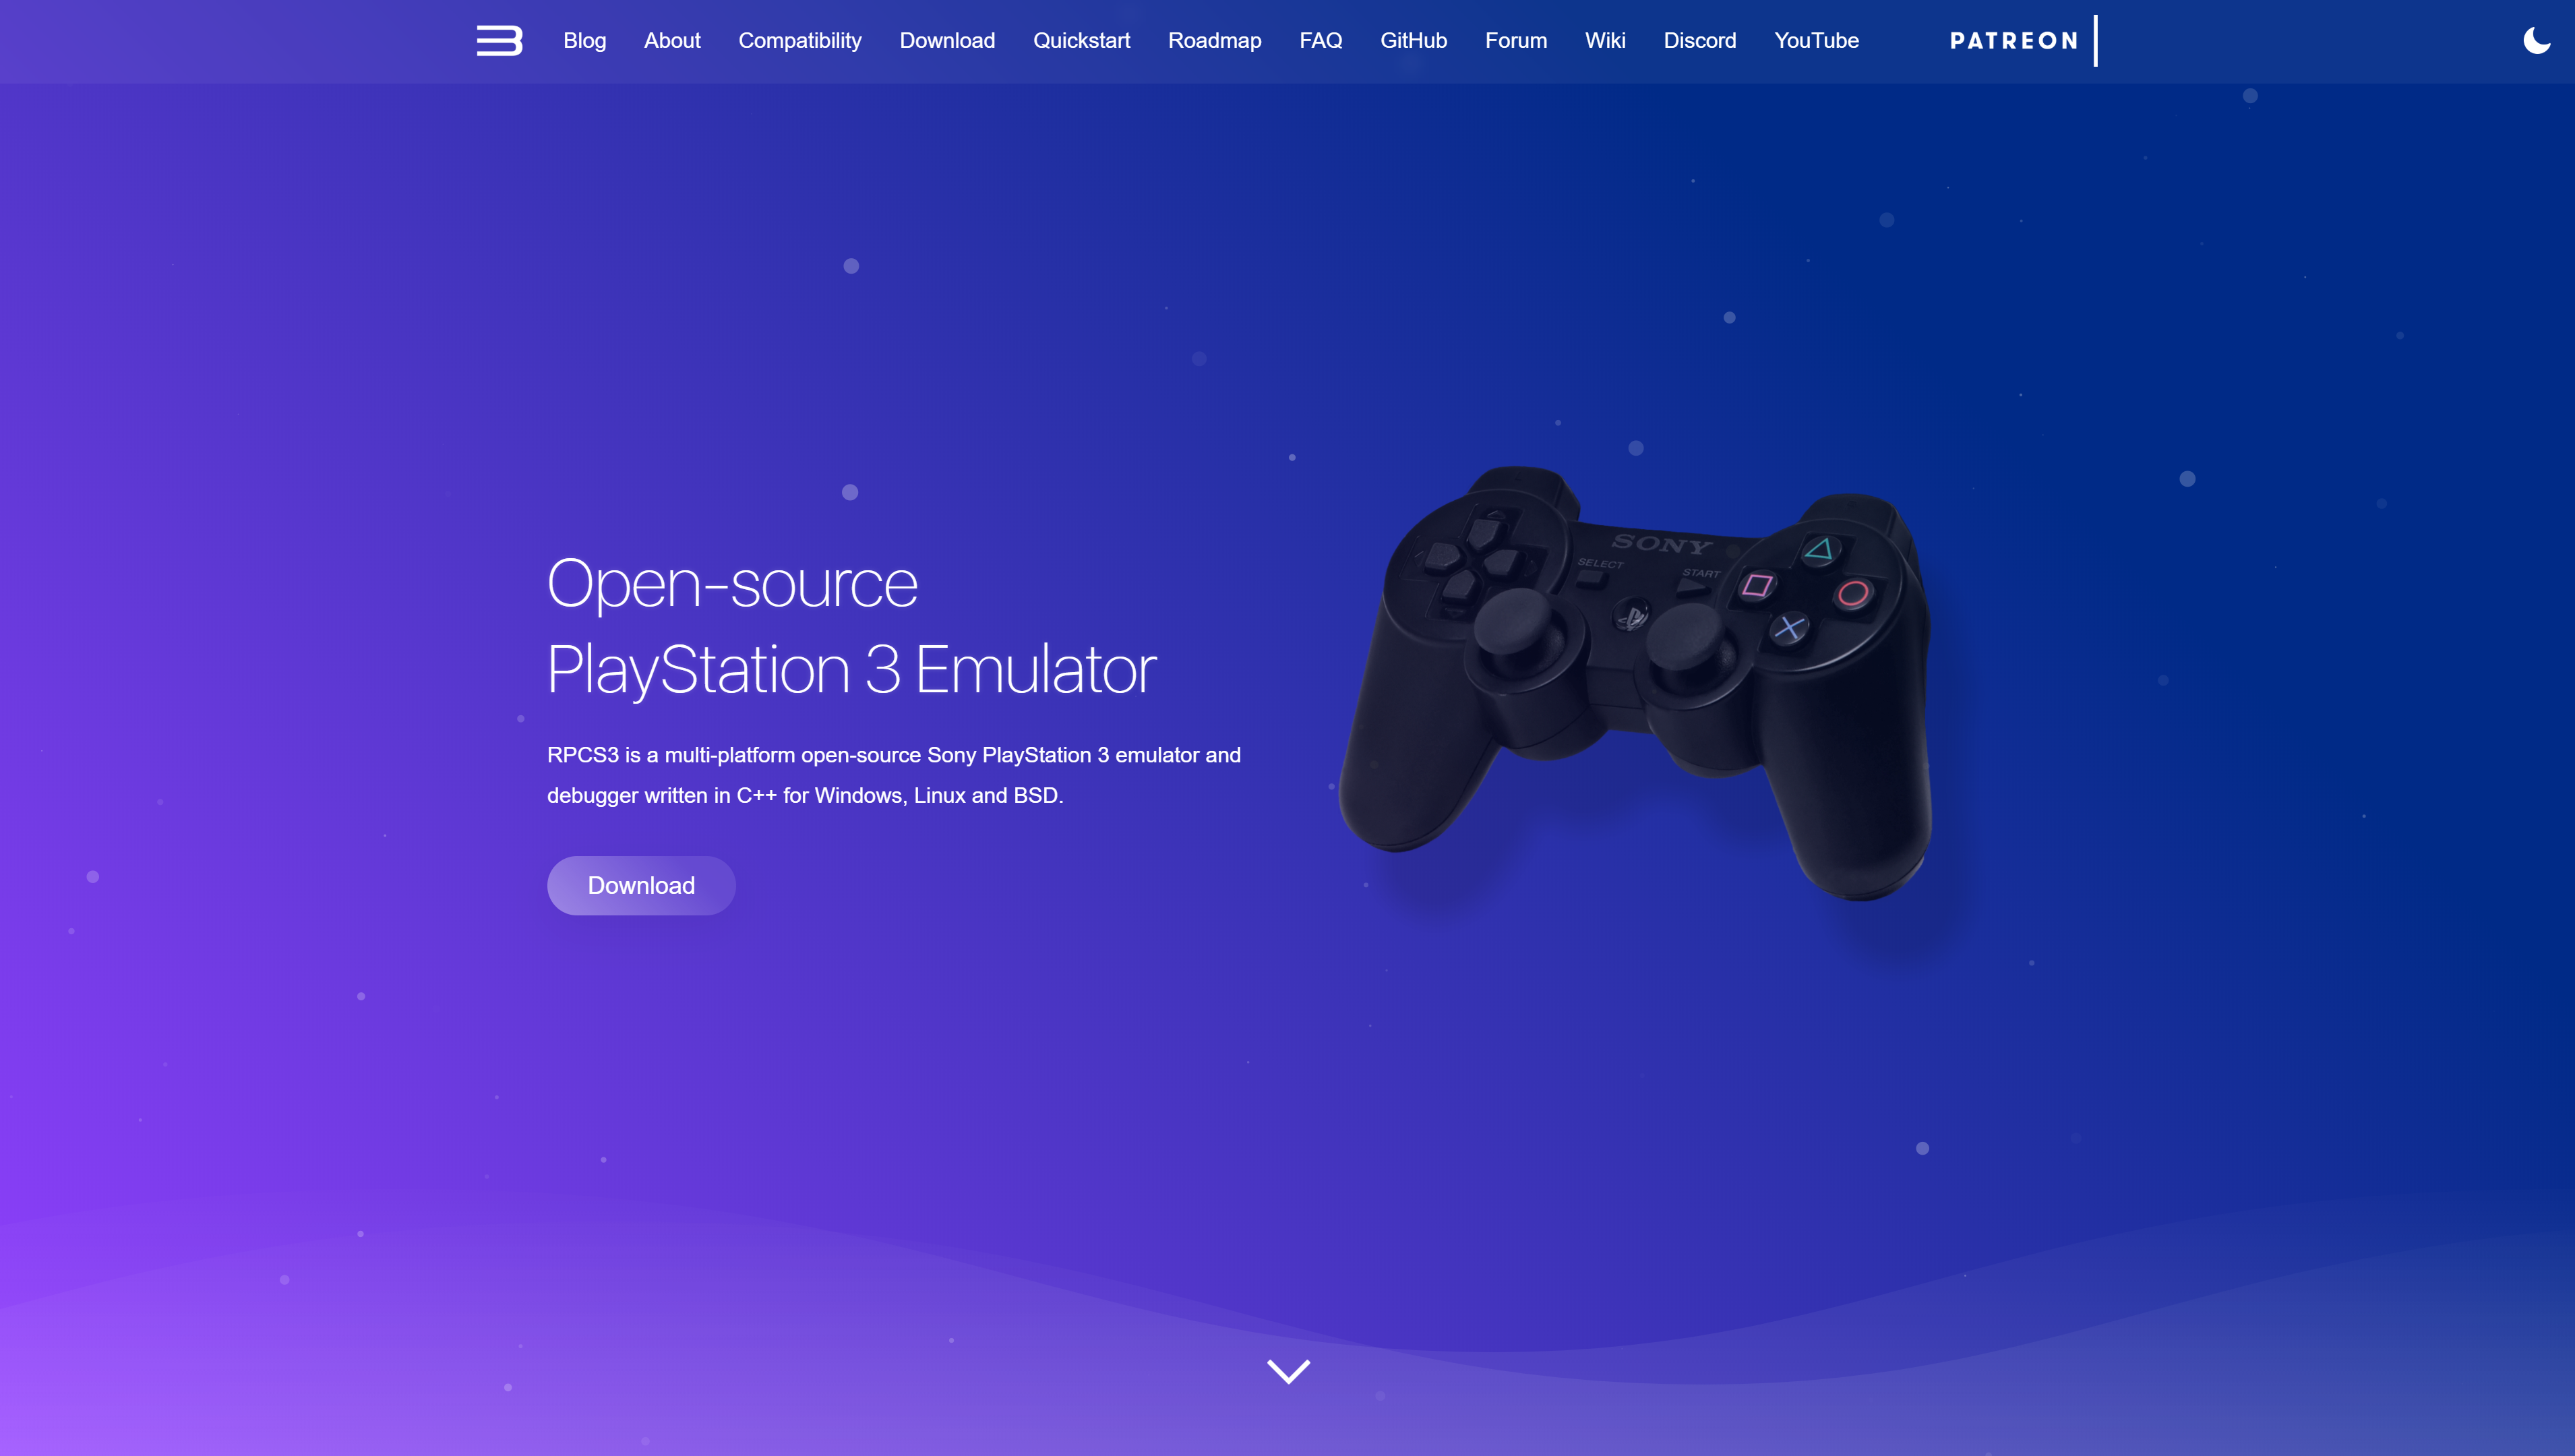 Blog About Compatibility Download Quickstart Roadmap FAQ GitHub Forum Wiki Discord YouTube PATREON
SONY
SELECT START
Open-source
PlayStation 3 Emulator
RPCS3 is a multi-platform open-source Sony PlayStation 3 emulator and
debugger written in C++ for Windows, Linux and BSD.
Download